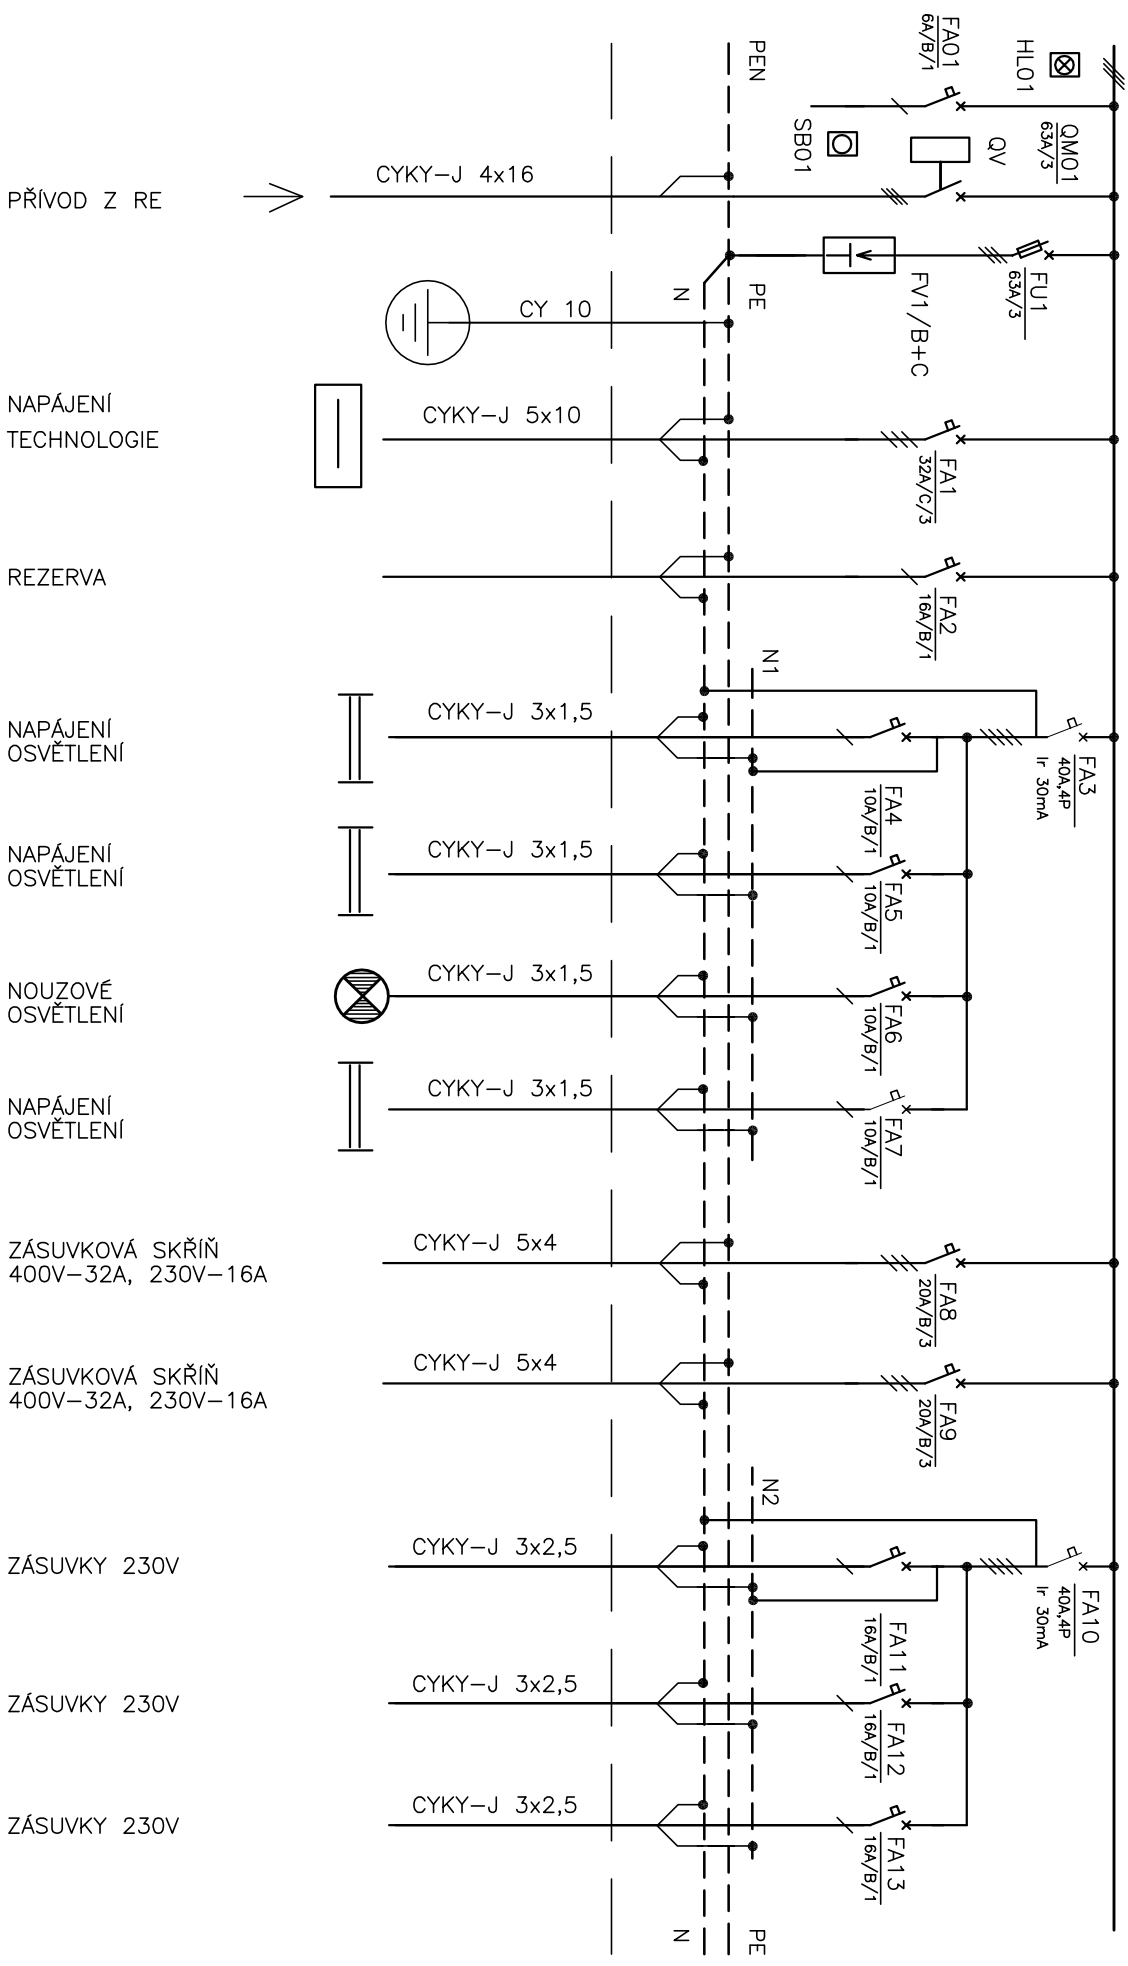 FA01
6A/B/1
HL01
PEN
SB01
QM01
63A/3
QV
CYKY-J 4x16
PŘÍVOD Z RE
FU1
63A/3
FV1/B+C
PE
N
CY 10
NAPÁJENÍ
TECHNOLOGIE
CYKY-J 5x10
FA1
32A/C/3
REZERVA
FA2
16A/B/1
N1
NAPÁJENÍ
OSVĚTLENÍ
CYKY-J 3x1,5
FA3
40A,4P
Ir 30mA
FA4
10A/B/1
NAPÁJENÍ
OSVĚTLENÍ
CYKY-J 3x1,5
FA5
10A/B/1
NOUZOVÉ
OSVĚTLENÍ
CYKY-J 3x1,5
FA6
10A/B/1
NAPÁJENÍ
OSVĚTLENÍ
CYKY-J 3x1,5
FA7
10A/B/1
ZÁSUVKOVÁ SKŘÍŇ
400V-32A, 230V-16A
CYKY-J 5x4
FA8
20A/B/3
ZÁSUVKOVÁ SKŘÍŇ
400V-32A, 230V-16A
CYKY-J 5x4
FA9
20A/B/3
N2
ZÁSUVKY 230V
CYKY-J 3x2,5
FA10
40A,4P
Ir 30mA
FA11
16A/B/1
ZÁSUVKY 230V
CYKY-J 3x2,5
FA12
16A/B/1
ZÁSUVKY 230V
CYKY-J 3x2,5
FA13
16A/B/1
N
PE